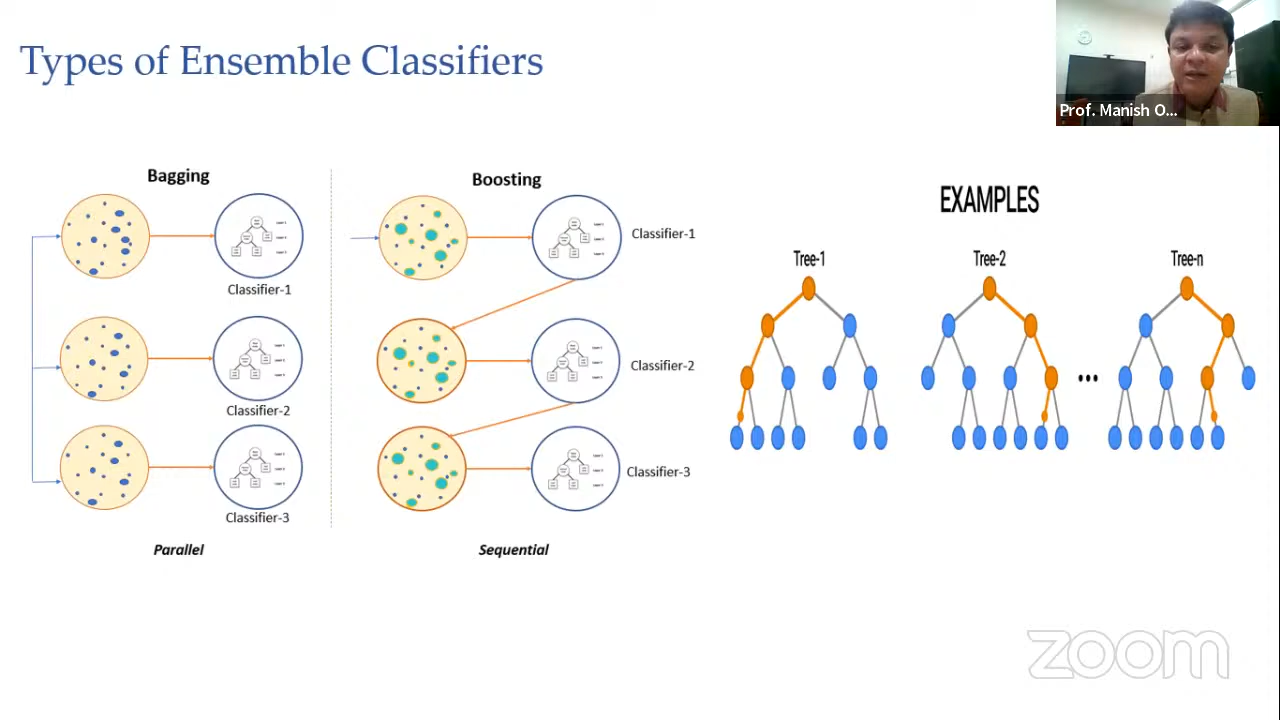 Types of Ensemble Classifiers
Prof. Manish O...
Bagging
Classifier-1
Classifier-2
Classifier-3
Parallel
Boosting
Classifier-1
Classifier-2
Classifier-3
Sequential
EXAMPLES
Tree-1
Tree-2
Tree-n
...
zoom